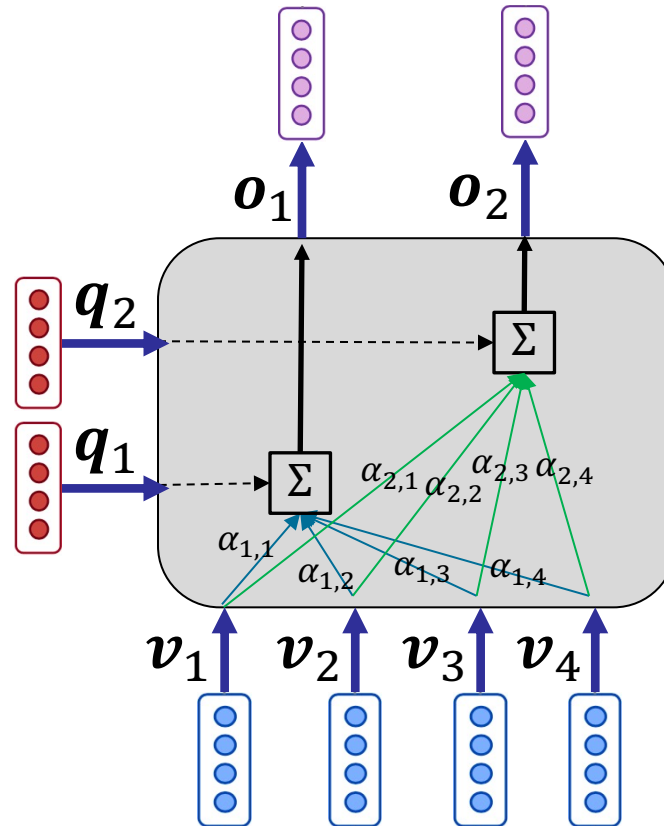 o₁
o₂
q₂
Σ
q₁
Σ
α₂,₁
α₂,₂
α₂,₃
α₂,₄
α₁,₁
α₁,₂
α₁,₃
α₁,₄
v₁
v₂
v₃
v₄